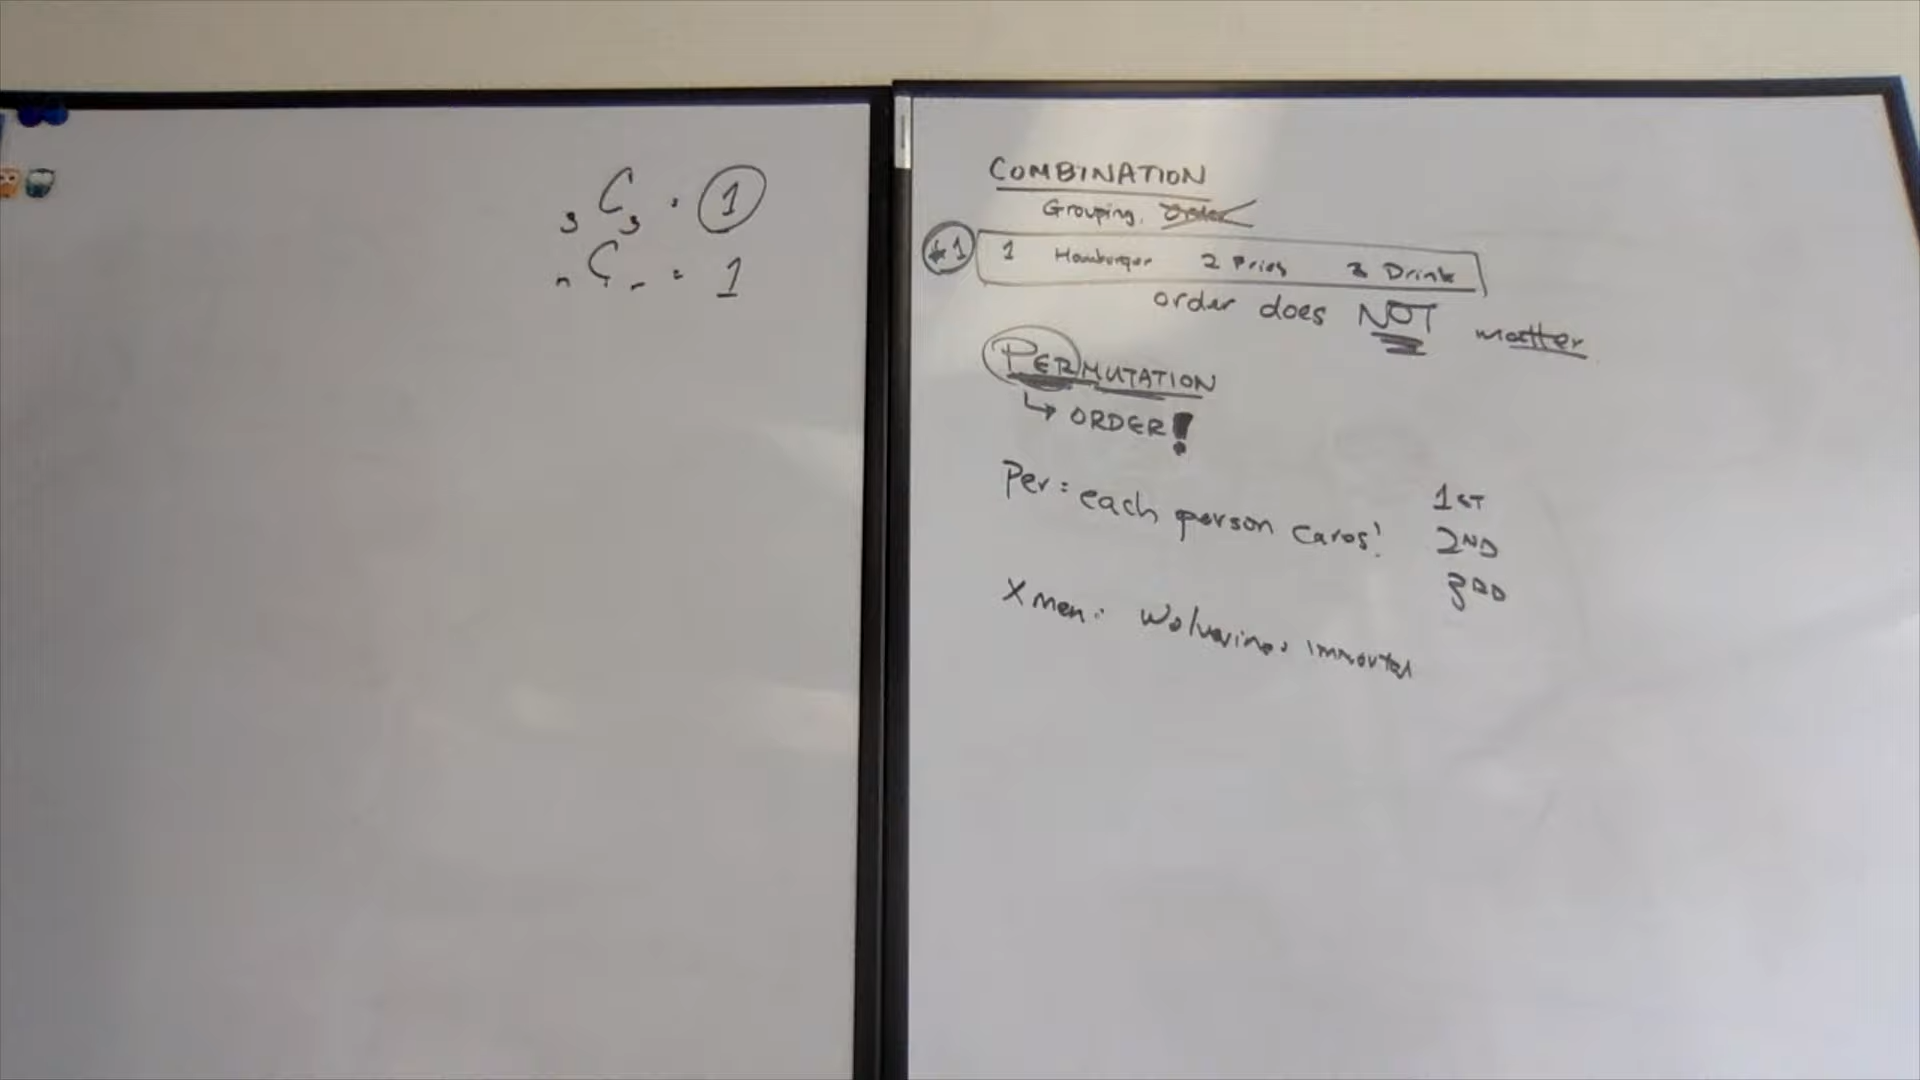 3C3 = 1
nCr = 1
COMBINATION
Grouping, Order
#1 1 Hamburger 2 Fries 3 Drink
order does NOT matter
PERMUTATION
↳ ORDER!
Per = each person cares!
1ST
2ND
3RD
X men: Wolverine: immortal